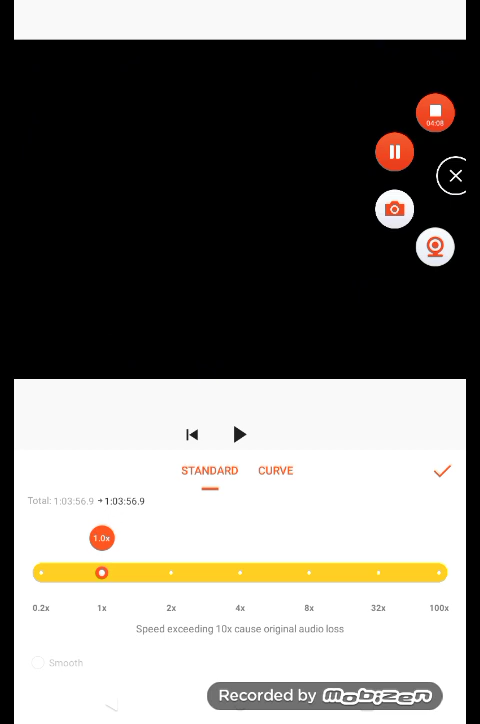 04:08
STANDARD CURVE
Total: 1:03:56.9 → 1:03:56.9
1.0x
0.2x 1x 2x 4x 8x 32x 100x
Speed exceeding 10x cause original audio loss
Smooth
Recorded by mobizen